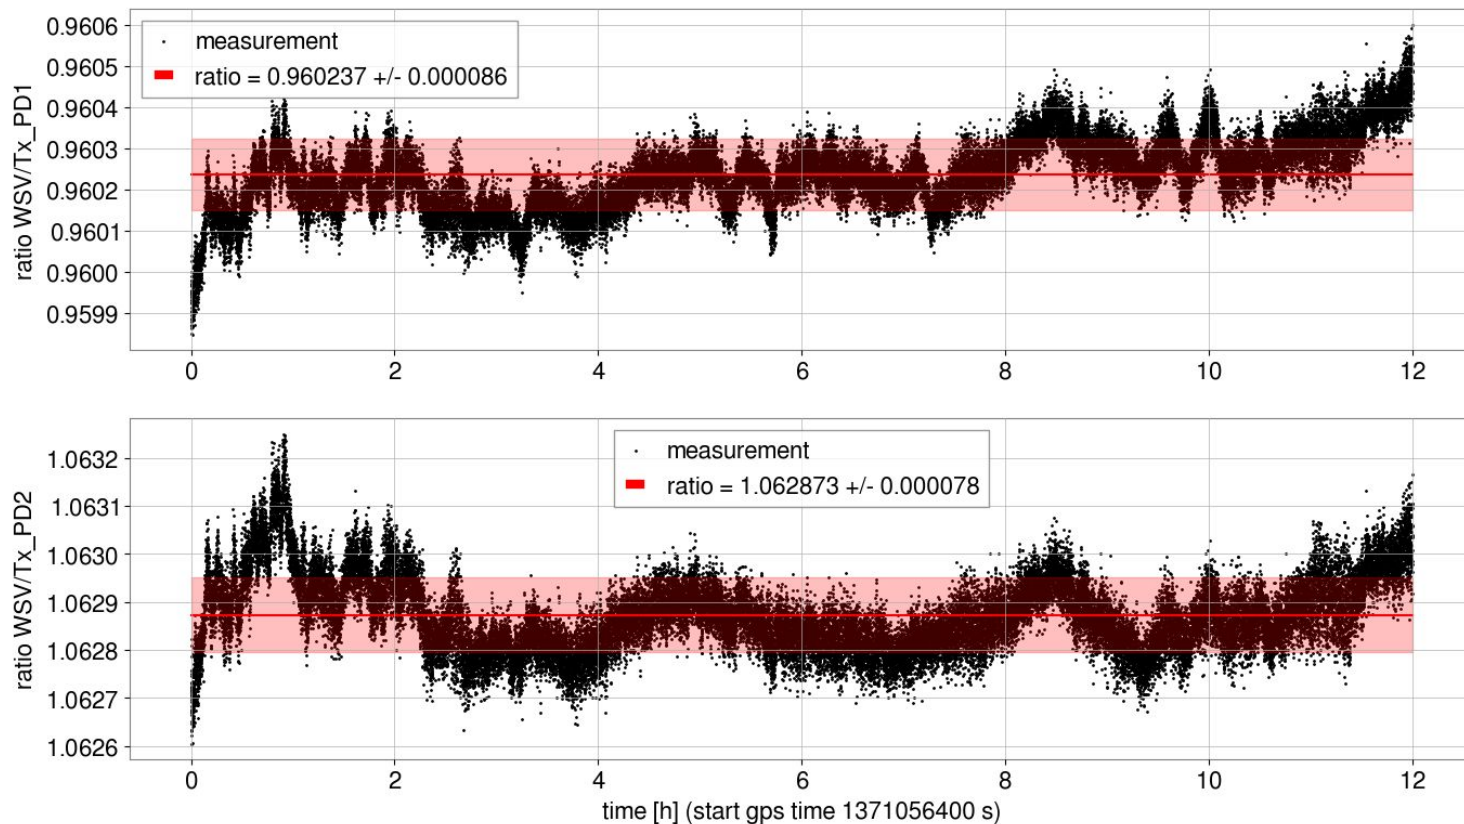 ratio WSV/Tx_PD1
0.9606
0.9605
0.9604
0.9603
0.9602
0.9601
0.9600
0.9599
measurement
ratio = 0.960237 +/- 0.000086
0 2 4 6 8 10 12
ratio WSV/Tx_PD2
1.0632
1.0631
1.0630
1.0629
1.0628
1.0627
1.0626
measurement
ratio = 1.062873 +/- 0.000078
0 2 4 6 8 10 12
time [h] (start gps time 1371056400 s)